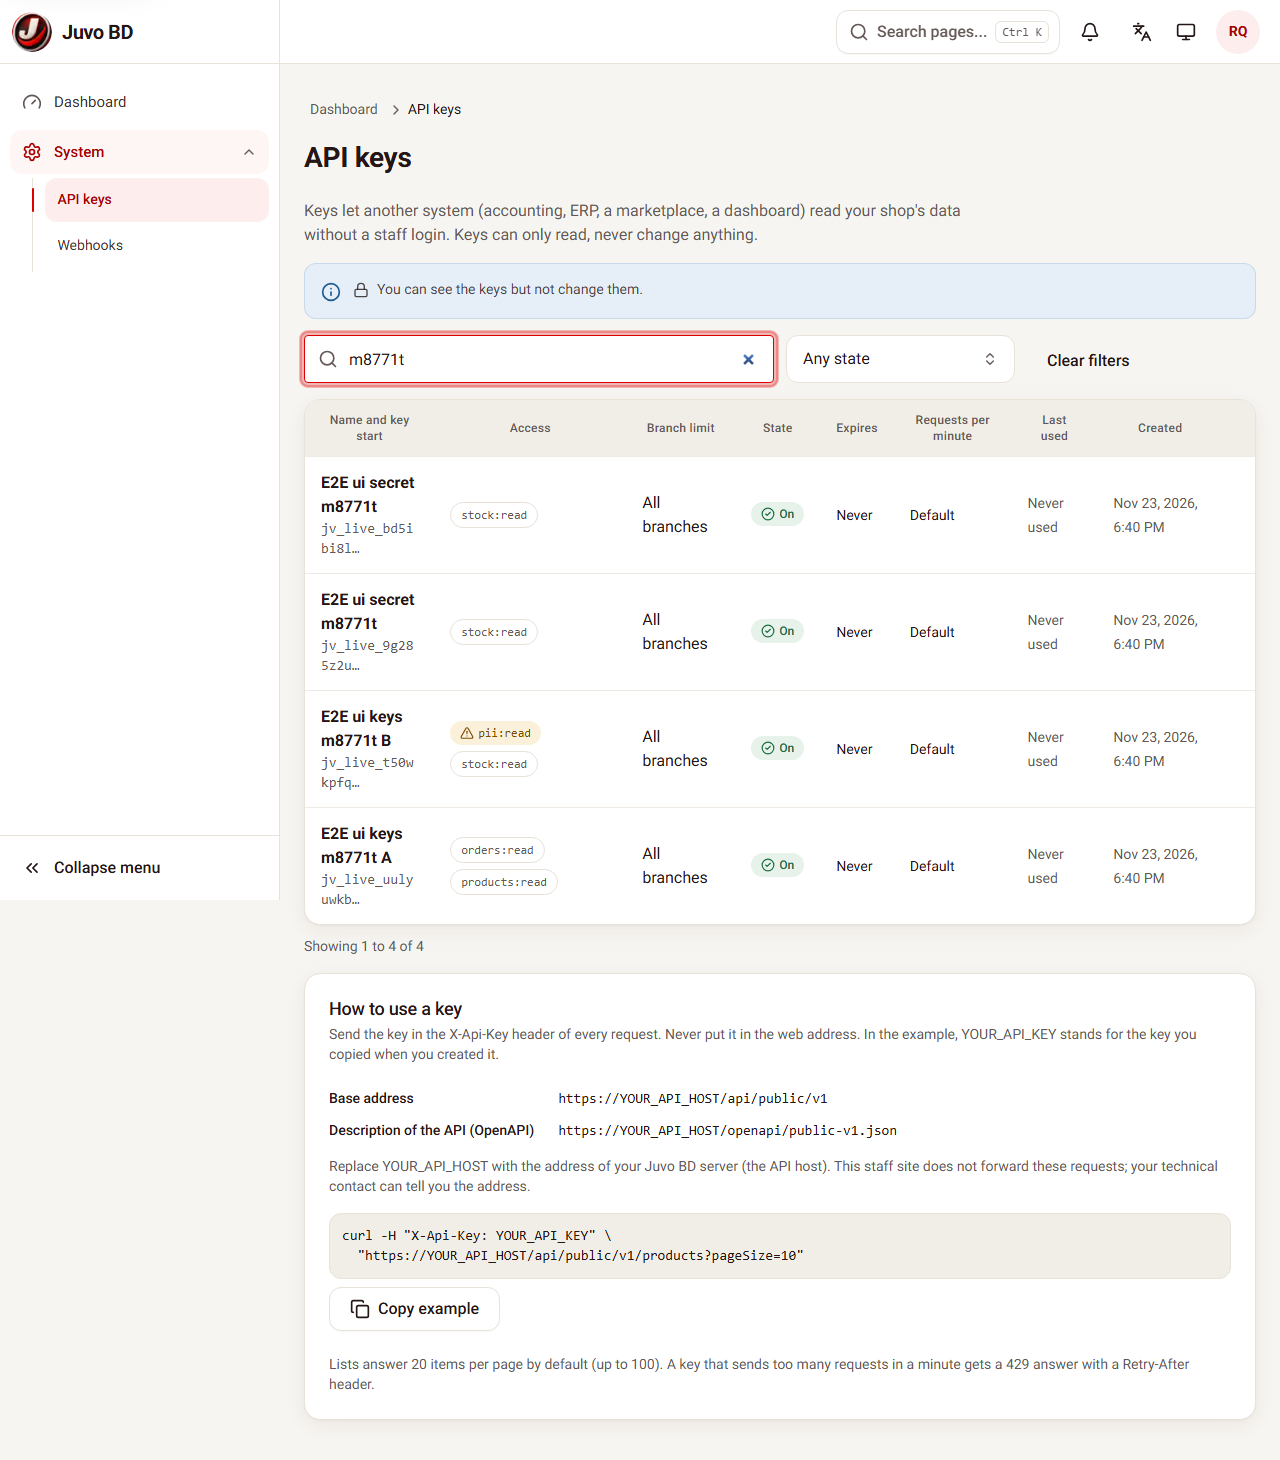 Juvo BD
Search pages... Ctrl K
RQ
Dashboard
System
API keys
Webhooks
Collapse menu
Dashboard > API keys
API keys
Keys let another system (accounting, ERP, a marketplace, a dashboard) read your shop's data
without a staff login. Keys can only read, never change anything.
You can see the keys but not change them.
m8771t
Any state
Clear filters
Name and key start Access Branch limit State Expires Requests per minute Last used Created
E2E ui secret
m8771t
jv_live_bd5i
bi8l…
stock:read
All
branches
On
Never
Default
Never
used
Nov 23, 2026,
6:40 PM
E2E ui secret
m8771t
jv_live_9g28
5z2u…
stock:read
All
branches
On
Never
Default
Never
used
Nov 23, 2026,
6:40 PM
E2E ui keys
m8771t B
jv_live_t50w
kpfq…
pii:read
stock:read
All
branches
On
Never
Default
Never
used
Nov 23, 2026,
6:40 PM
E2E ui keys
m8771t A
jv_live_uuly
uwkb…
orders:read
products:read
All
branches
On
Never
Default
Never
used
Nov 23, 2026,
6:40 PM
Showing 1 to 4 of 4
How to use a key
Send the key in the X-Api-Key header of every request. Never put it in the web address. In the example, YOUR_API_KEY stands for the key you
copied when you created it.
Base address https://YOUR_API_HOST/api/public/v1
Description of the API (OpenAPI) https://YOUR_API_HOST/openapi/public-v1.json
Replace YOUR_API_HOST with the address of your Juvo BD server (the API host). This staff site does not forward these requests; your technical
contact can tell you the address.
curl -H "X-Api-Key: YOUR_API_KEY" \
"https://YOUR_API_HOST/api/public/v1/products?pageSize=10"
Copy example
Lists answer 20 items per page by default (up to 100). A key that sends too many requests in a minute gets a 429 answer with a Retry-After
header.